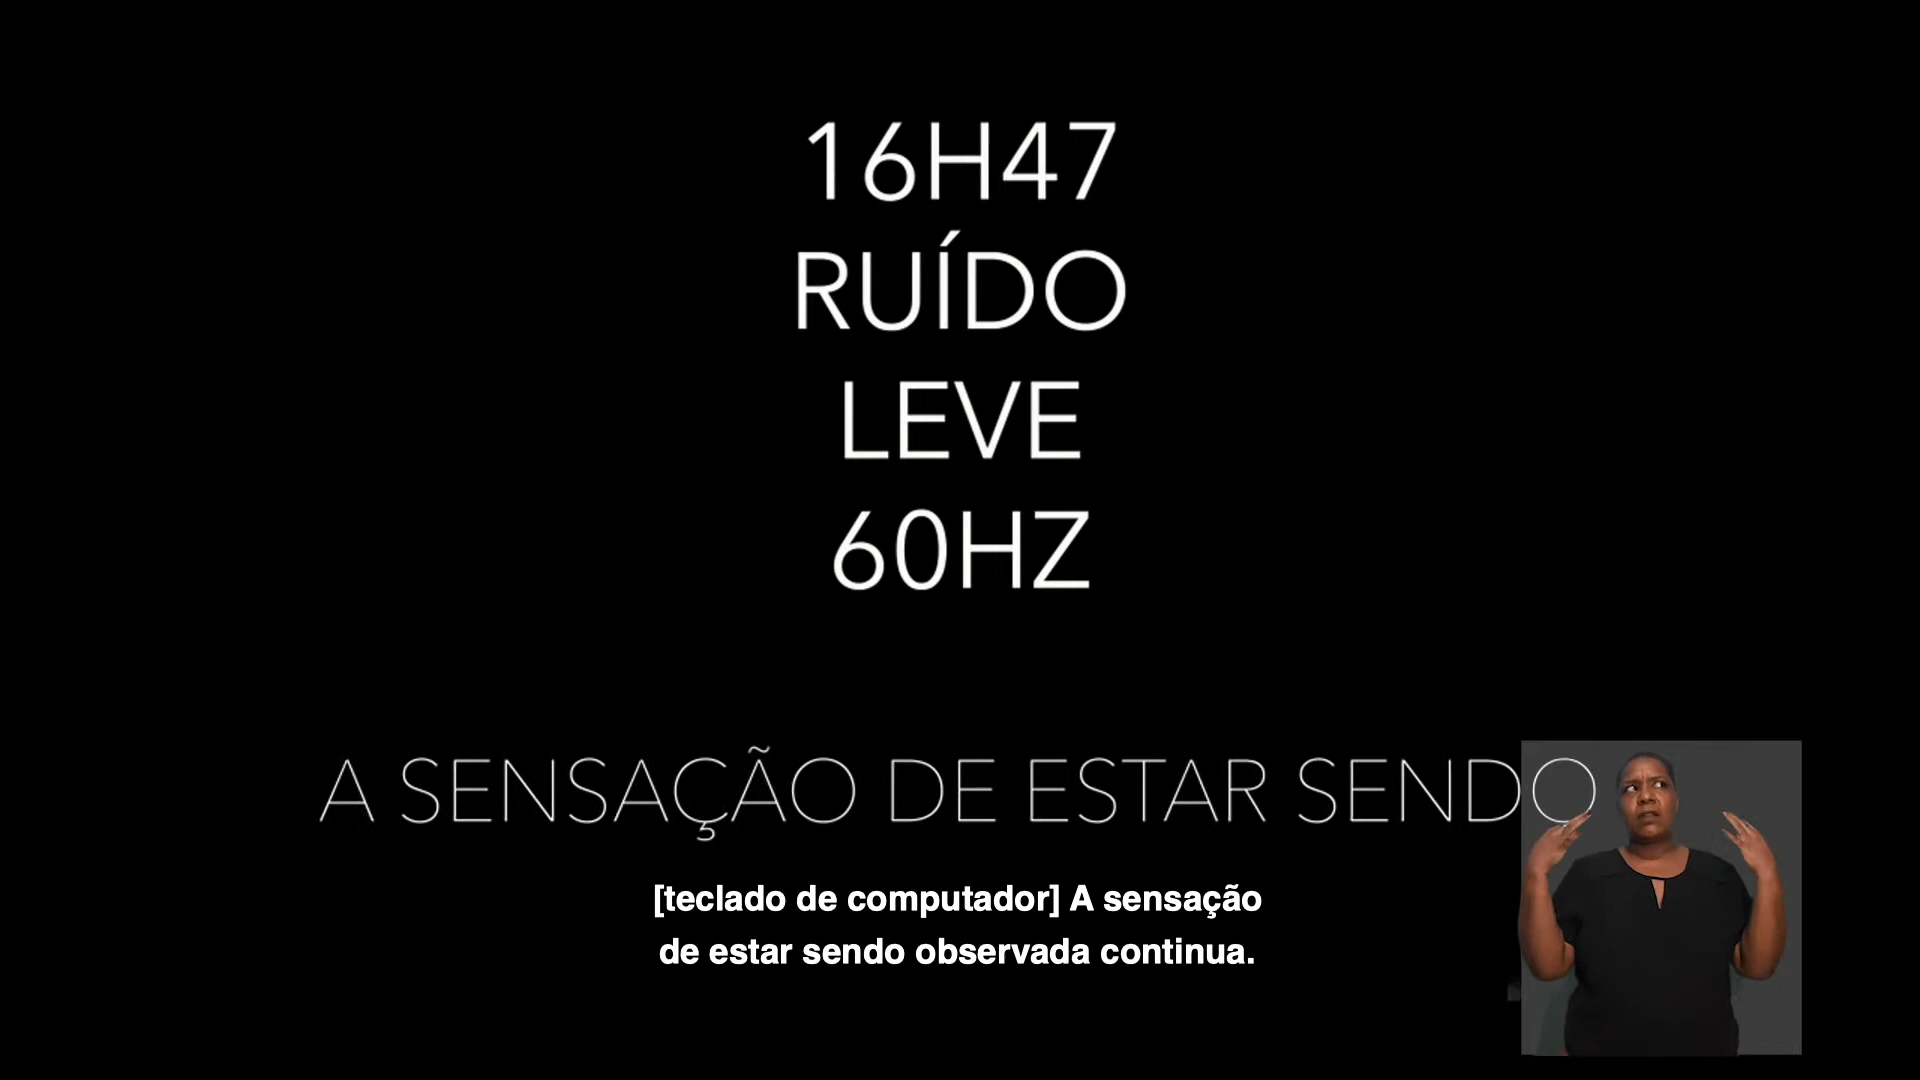 16H47
RUÍDO
LEVE
60HZ
A SENSAÇÃO DE ESTAR SENDO
[teclado de computador] A sensação
de estar sendo observada continua.